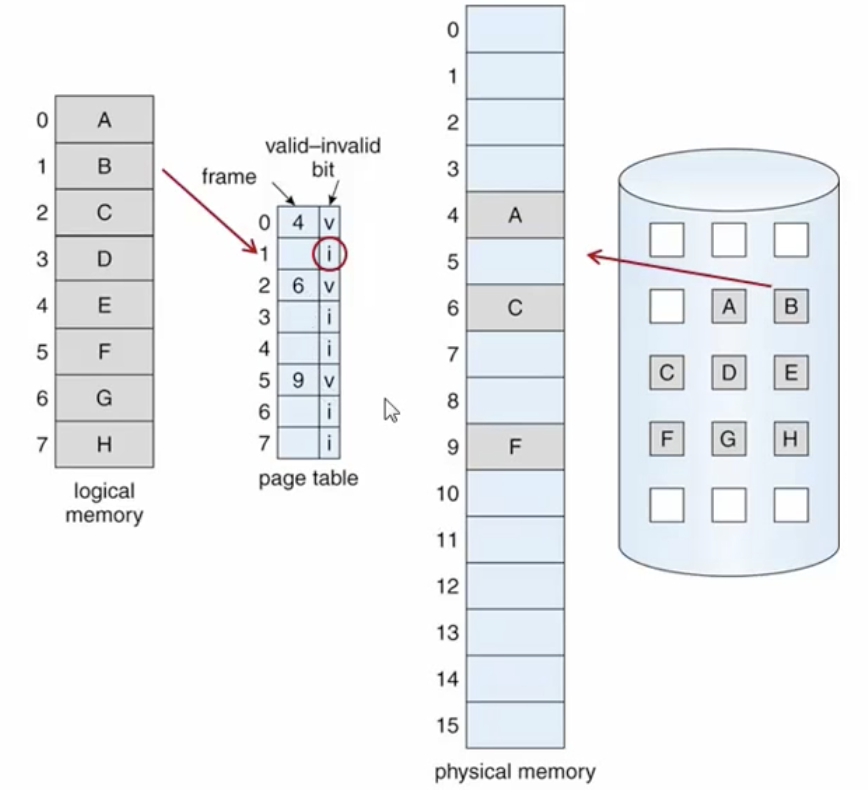 0 A
1 B
2 C
3 D
4 E
5 F
6 G
7 H
logical
memory
valid–invalid
bit
frame
0 4 v
1 i
2 6 v
3 i
4 i
5 9 v
6 i
7 i
page table
0
1
2
3
4 A
5
6 C
7
8
9 F
10
11
12
13
14
15
physical memory
A B
C D E
F G H